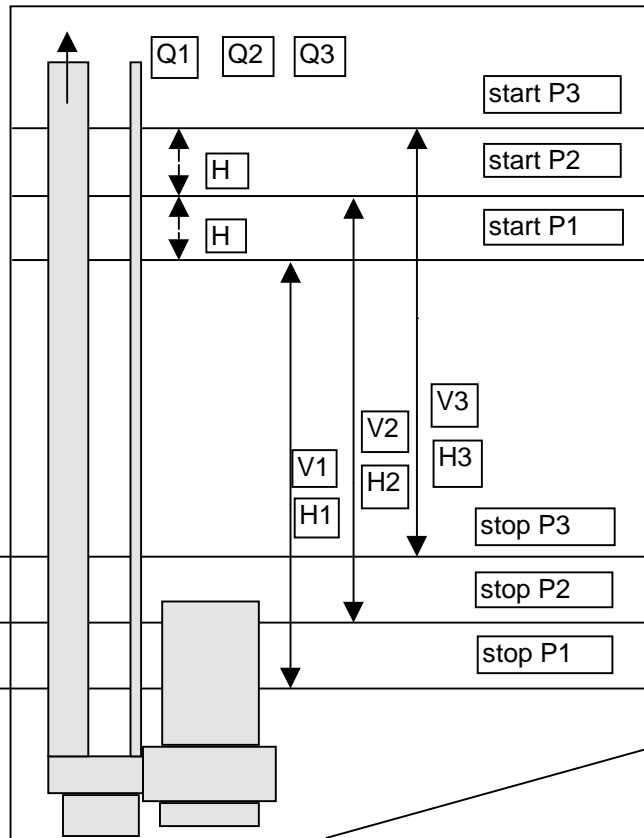 Q1 Q2 Q3
start P3
start P2
H
start P1
H
V3
V2
H3
V1
H2
H1
stop P3
stop P2
stop P1